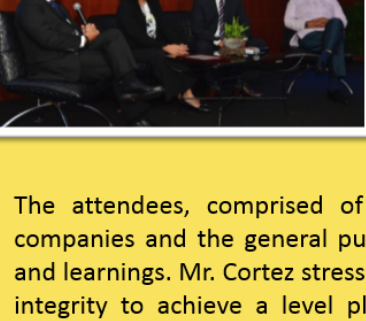 The attendees, comprised of
companies and the general pu
and learnings. Mr. Cortez stress
integrity to achieve a level pl